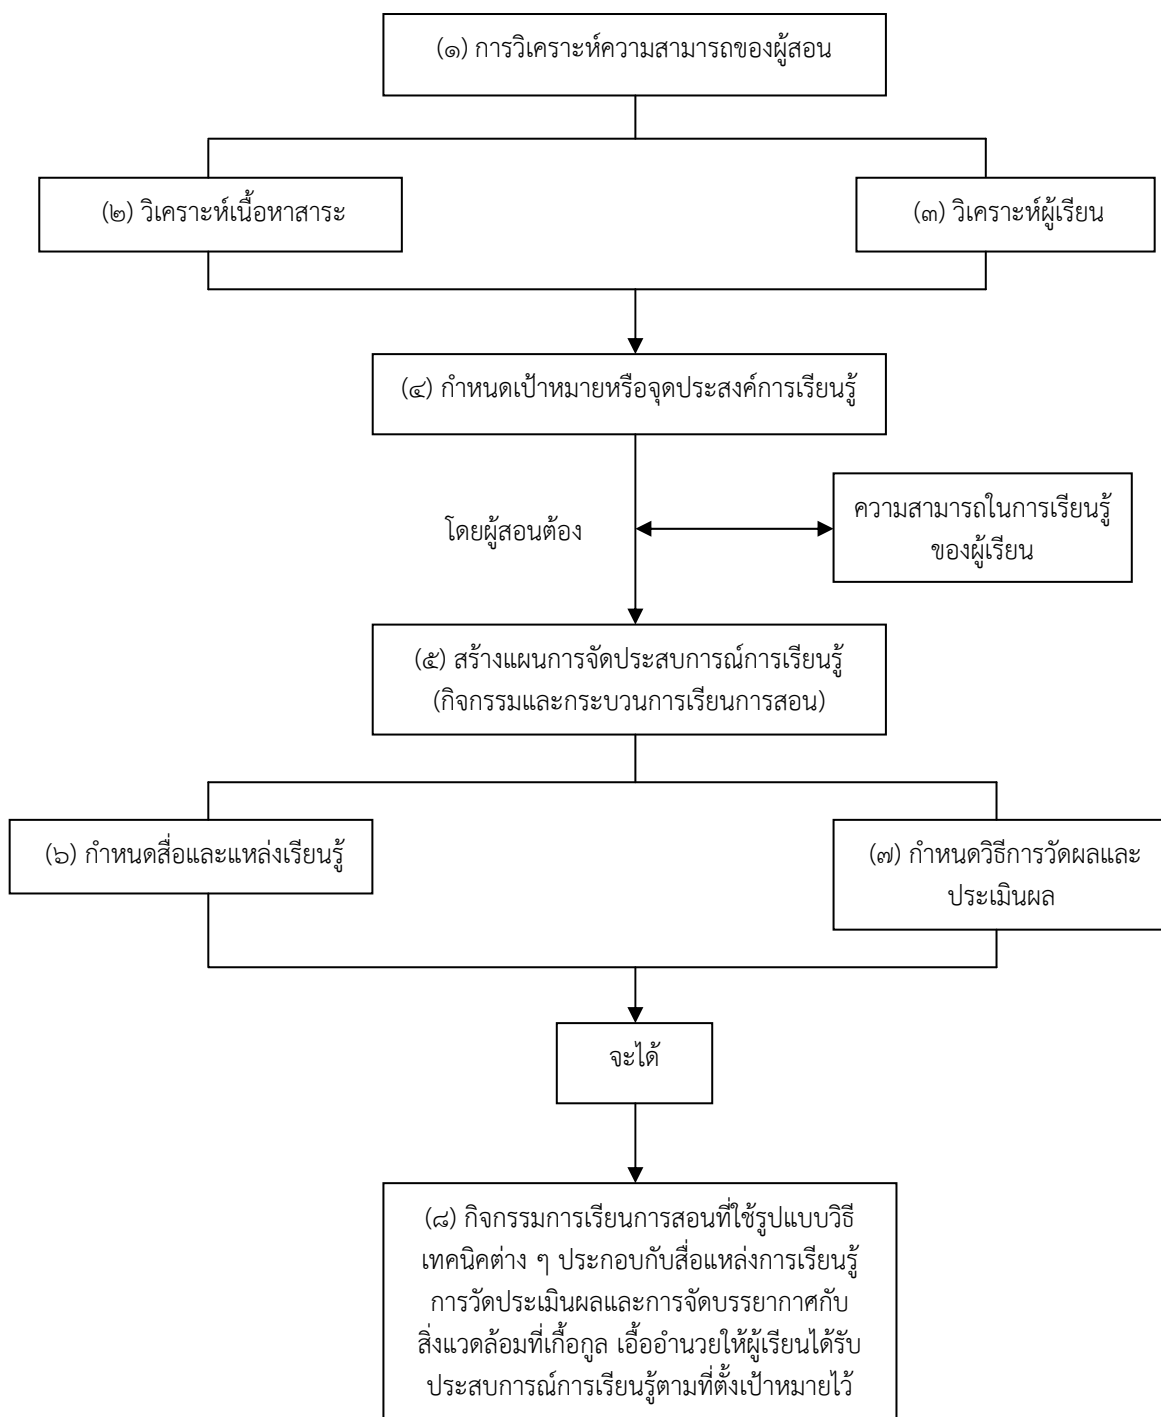 (๑) การวิเคราะห์ความสามารถของผู้สอน
(๒) วิเคราะห์เนื้อหาสาระ
(๓) วิเคราะห์ผู้เรียน
(๔) กำหนดเป้าหมายหรือจุดประสงค์การเรียนรู้
โดยผู้สอนต้อง
ความสามารถในการเรียนรู้
ของผู้เรียน
(๕) สร้างแผนการจัดประสบการณ์การเรียนรู้
(กิจกรรมและกระบวนการเรียนการสอน)
(๖) กำหนดสื่อและแหล่งเรียนรู้
(๗) กำหนดวิธีการวัดผลและ
ประเมินผล
จะได้
(๘) กิจกรรมการเรียนการสอนที่ใช้รูปแบบวิธี
เทคนิคต่าง ๆ ประกอบกับสื่อแหล่งการเรียนรู้
การวัดประเมินผลและการจัดบรรยากาศกับ
สิ่งแวดล้อมที่เกื้อกูล เอื้ออำนวยให้ผู้เรียนได้รับ
ประสบการณ์การเรียนรู้ตามที่ตั้งเป้าหมายไว้